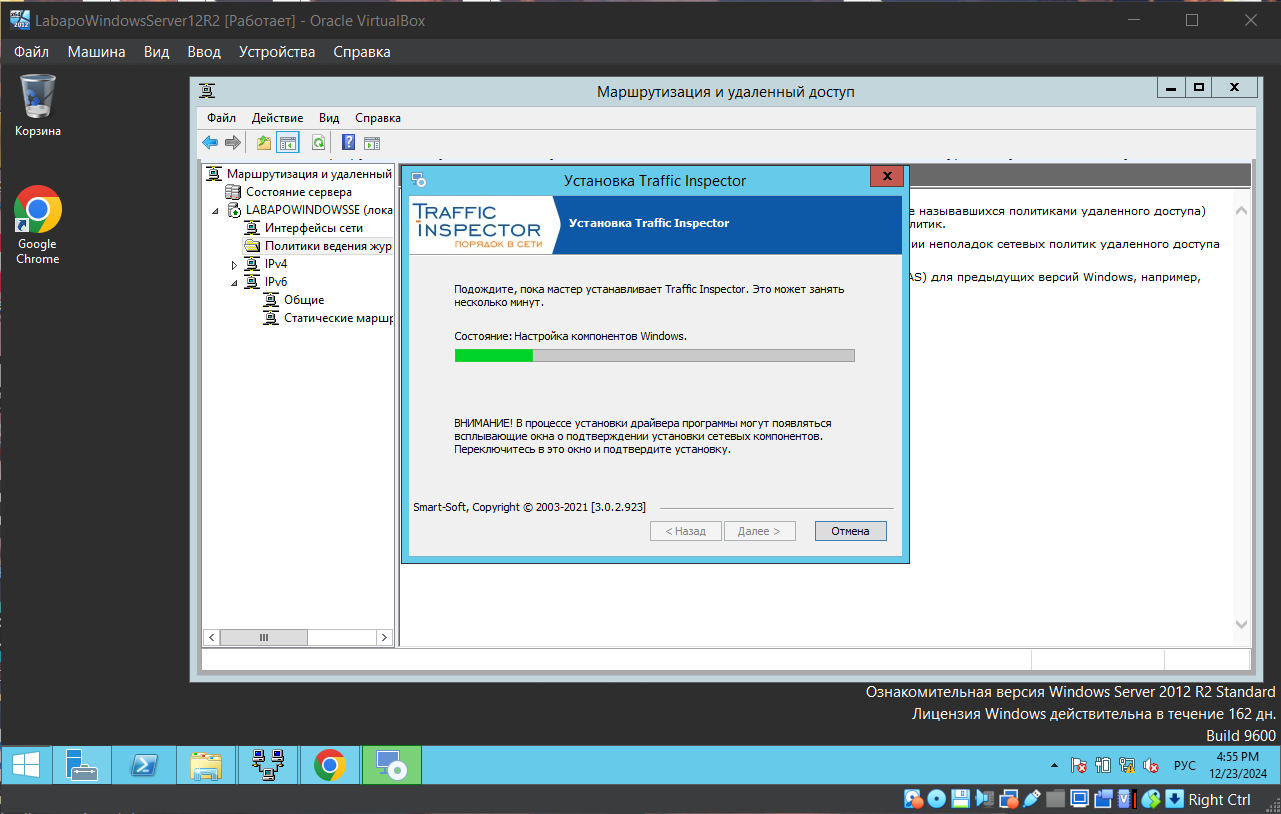 LabapoWindowsServer12R2 [Работает] - Oracle VirtualBox
Файл Машина Вид Ввод Устройства Справка
Корзина
Google
Chrome
Маршрутизация и удаленный доступ
Файл Действие Вид Справка
Маршрутизация и удаленный
Состояние сервера
LABAPOWINDOWSSE (лока
Интерфейсы сети
Политики ведения жур
IPv4
IPv6
Общие
Статические маршр
е называвшихся политиками удаленного доступа)
литик.
ии неполадок сетевых политик удаленного доступа
AS) для предыдущих версий Windows, например,
Установка Traffic Inspector
TRAFFIC
INSPECTOR
ПОРЯДОК В СЕТИ
Установка Traffic Inspector
Подождите, пока мастер устанавливает Traffic Inspector. Это может занять
несколько минут.
Состояние: Настройка компонентов Windows.
ВНИМАНИЕ! В процессе установки драйвера программы могут появляться
всплывающие окна о подтверждении установки сетевых компонентов.
Переключитесь в это окно и подтвердите установку.
Smart-Soft, Copyright © 2003-2021 [3.0.2.923]
< Назад Далее > Отмена
Ознакомительная версия Windows Server 2012 R2 Standard
Лицензия Windows действительна в течение 162 дн.
Build 9600
РУС
4:55 PM
12/23/2024
Right Ctrl